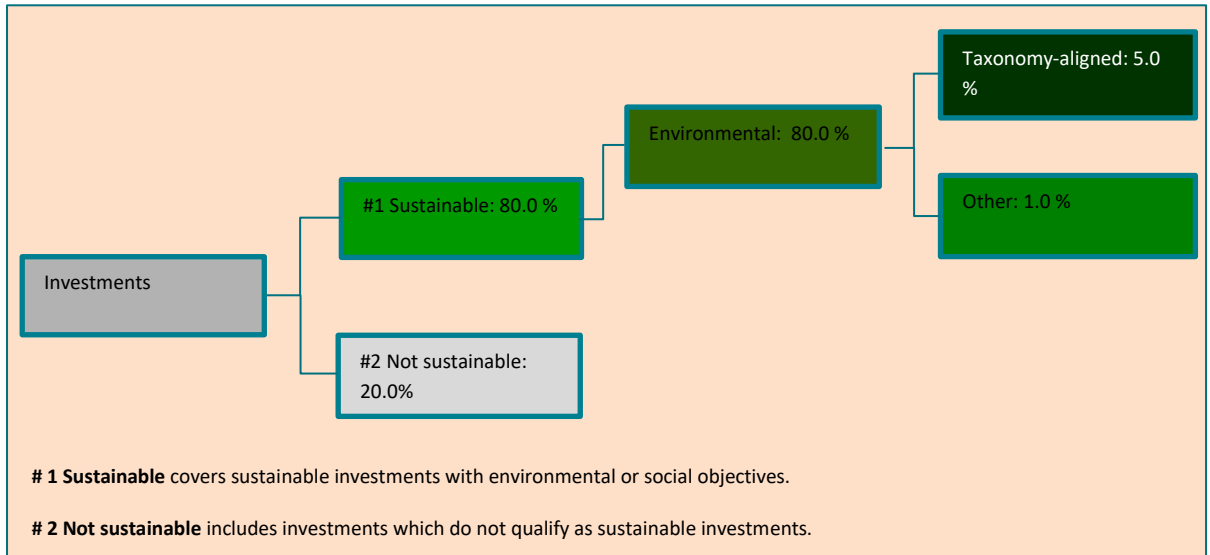 Taxonomy-aligned: 5.0
%
Environmental:  80.0 %
#1 Sustainable: 80.0 %
Other: 1.0 %
Investments
#2 Not sustainable:
20.0%
# 1 Sustainable covers sustainable investments with environmental or social objectives.
# 2 Not sustainable includes investments which do not qualify as sustainable investments.